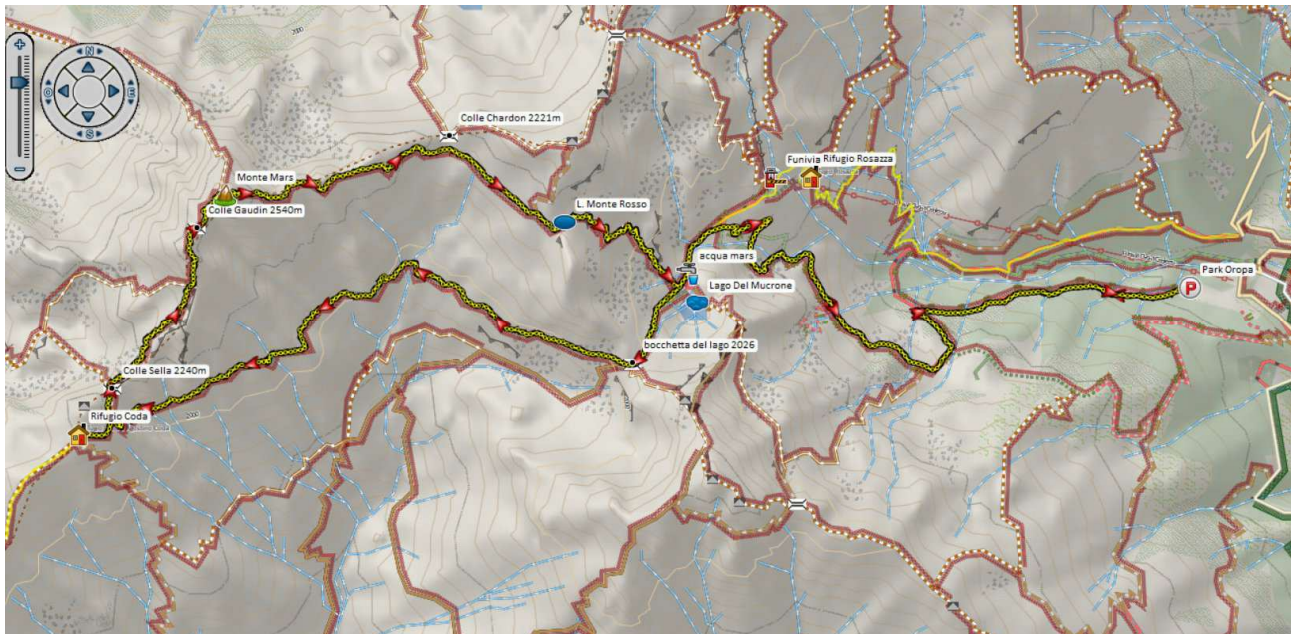 N
O
E
S
Colle Chardon 2221m
Monte Mars
Funivia Rifugio Rosazza
Colle Gaudin 2540m
L. Monte Rosso
acqua mars
Park Oropa
Lago Del Mucrone
bocchetta del lago 2026
Colle Sella 2240m
Rifugio Coda
2000
P